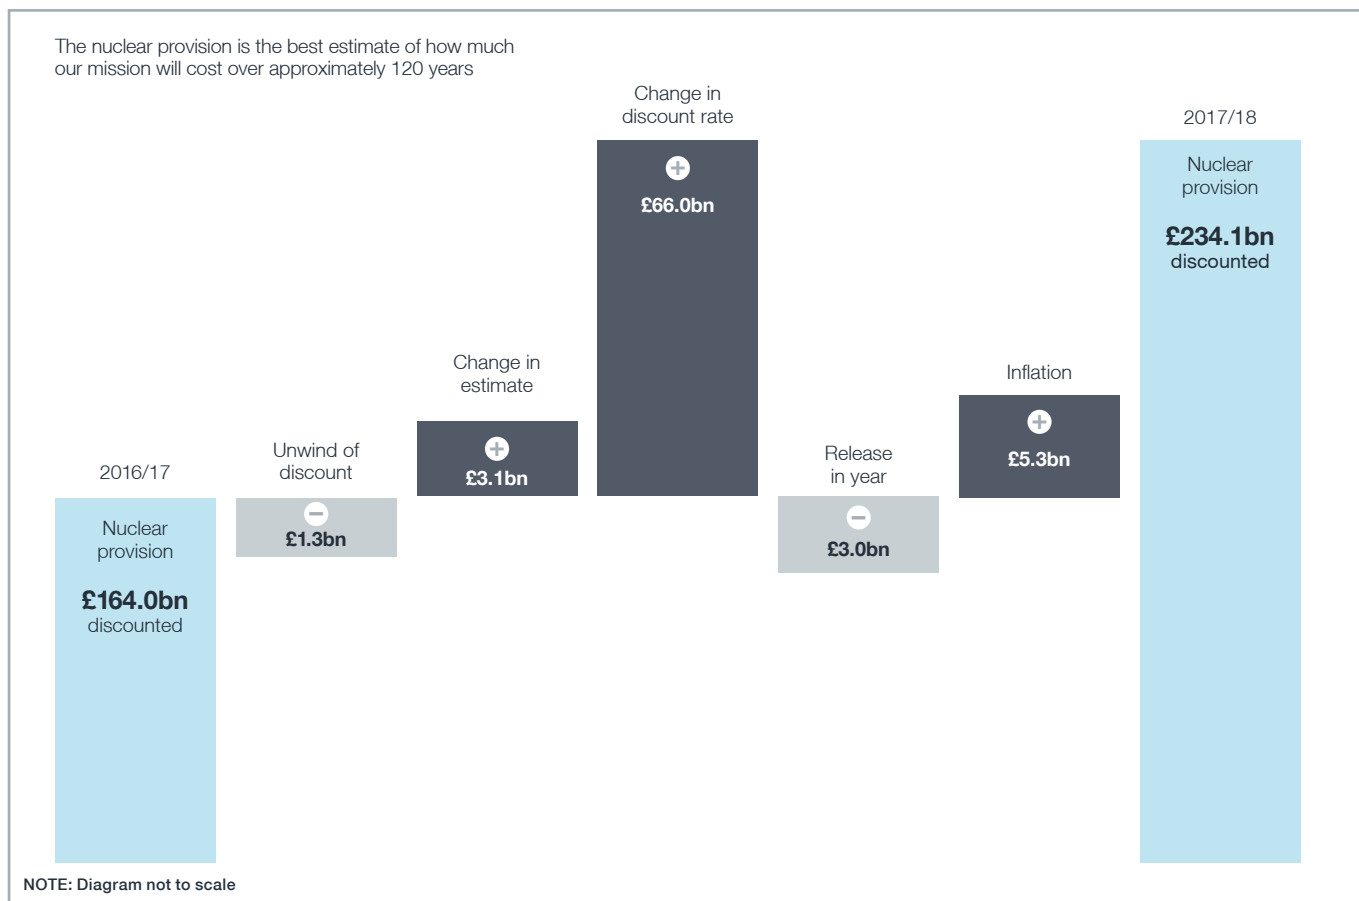 The nuclear provision is the best estimate of how much
our mission will cost over approximately 120 years
2016/17
Nuclear
provision
£164.0bn
discounted
Unwind of
discount
£1.3bn
Change in
estimate
£3.1bn
Change in
discount rate
£66.0bn
Release
in year
£3.0bn
Inflation
£5.3bn
2017/18
Nuclear
provision
£234.1bn
discounted
NOTE: Diagram not to scale